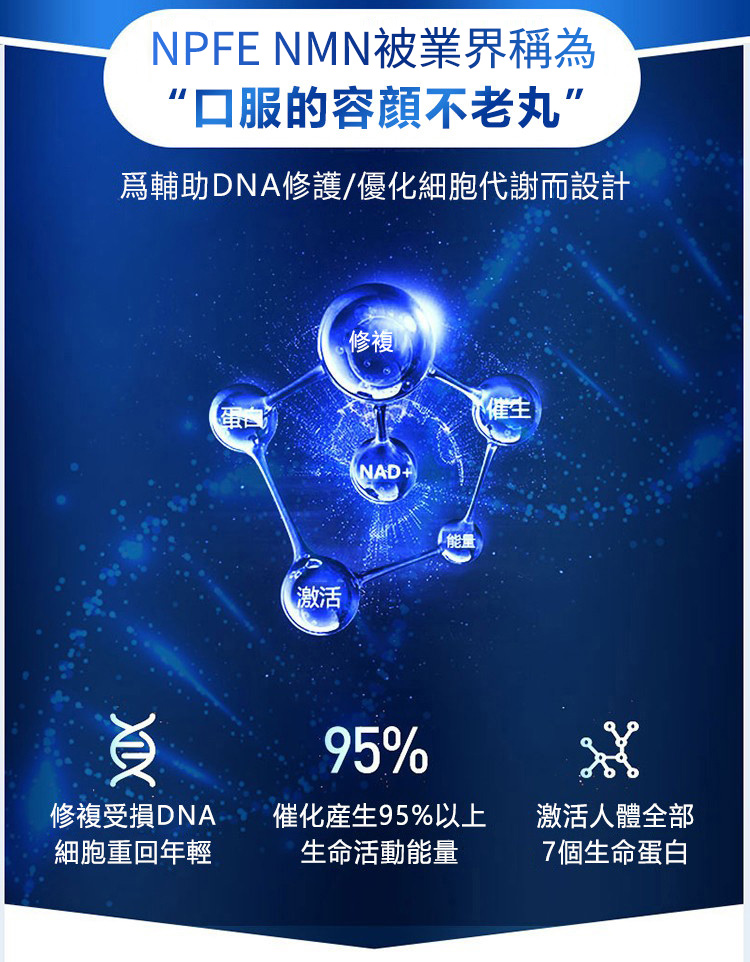 NPFE NMN被業界稱為
“口服的容顔不老丸”
爲輔助DNA修護/優化細胞代謝而設計
修複
蛋白
催生
NAD+
能量
激活
95%
修複受損DNA
細胞重回年輕
催化産生95%以上
生命活動能量
激活人體全部
7個生命蛋白